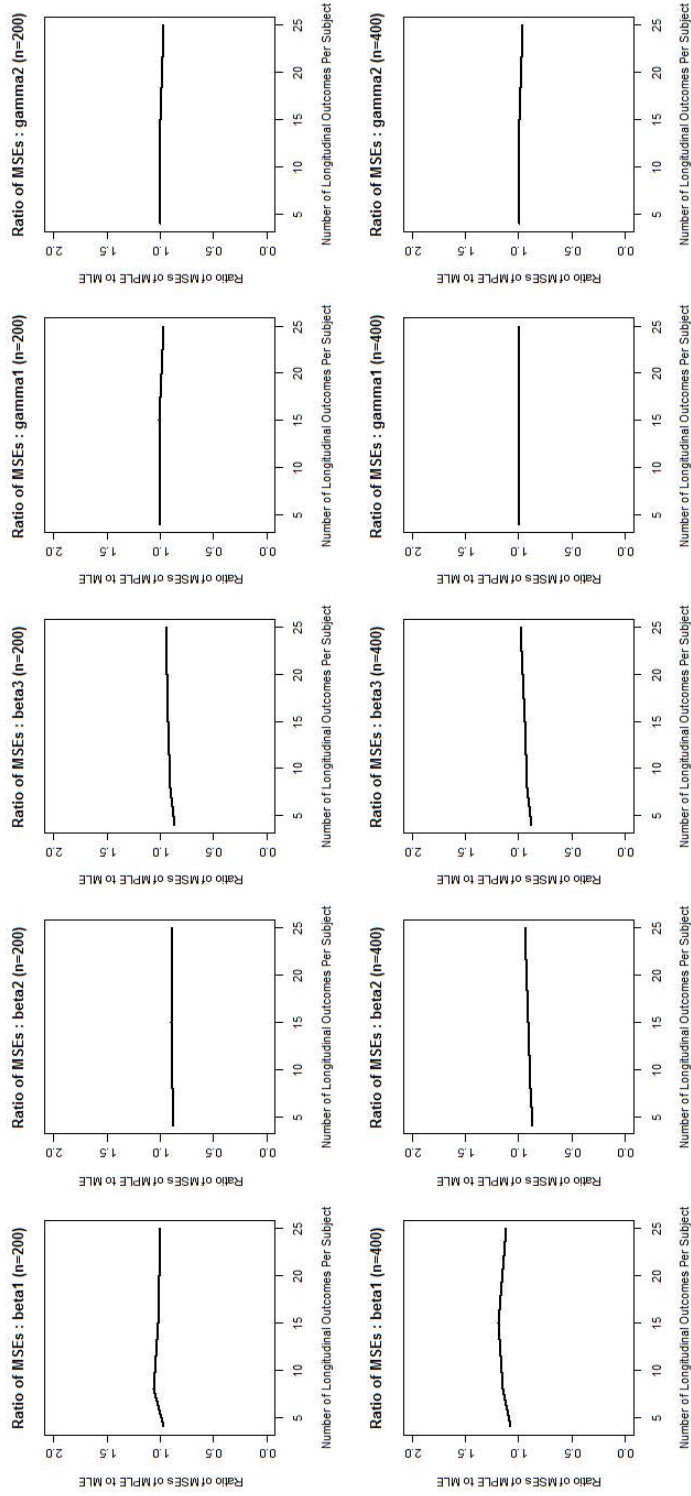 Ratio of MSEs : beta1 (n=200)
Ratio of MSEs of MPLE to MLE
2.0
1.5
1.0
0.5
0.0
5 10 15 20 25
Number of Longitudinal Outcomes Per Subject
Ratio of MSEs : beta2 (n=200)
Ratio of MSEs of MPLE to MLE
2.0
1.5
1.0
0.5
0.0
5 10 15 20 25
Number of Longitudinal Outcomes Per Subject
Ratio of MSEs : beta3 (n=200)
Ratio of MSEs of MPLE to MLE
2.0
1.5
1.0
0.5
0.0
5 10 15 20 25
Number of Longitudinal Outcomes Per Subject
Ratio of MSEs : gamma1 (n=200)
Ratio of MSEs of MPLE to MLE
2.0
1.5
1.0
0.5
0.0
5 10 15 20 25
Number of Longitudinal Outcomes Per Subject
Ratio of MSEs : gamma2 (n=200)
Ratio of MSEs of MPLE to MLE
2.0
1.5
1.0
0.5
0.0
5 10 15 20 25
Number of Longitudinal Outcomes Per Subject
Ratio of MSEs : beta1 (n=400)
Ratio of MSEs of MPLE to MLE
2.0
1.5
1.0
0.5
0.0
5 10 15 20 25
Number of Longitudinal Outcomes Per Subject
Ratio of MSEs : beta2 (n=400)
Ratio of MSEs of MPLE to MLE
2.0
1.5
1.0
0.5
0.0
5 10 15 20 25
Number of Longitudinal Outcomes Per Subject
Ratio of MSEs : beta3 (n=400)
Ratio of MSEs of MPLE to MLE
2.0
1.5
1.0
0.5
0.0
5 10 15 20 25
Number of Longitudinal Outcomes Per Subject
Ratio of MSEs : gamma1 (n=400)
Ratio of MSEs of MPLE to MLE
2.0
1.5
1.0
0.5
0.0
5 10 15 20 25
Number of Longitudinal Outcomes Per Subject
Ratio of MSEs : gamma2 (n=400)
Ratio of MSEs of MPLE to MLE
2.0
1.5
1.0
0.5
0.0
5 10 15 20 25
Number of Longitudinal Outcomes Per Subject